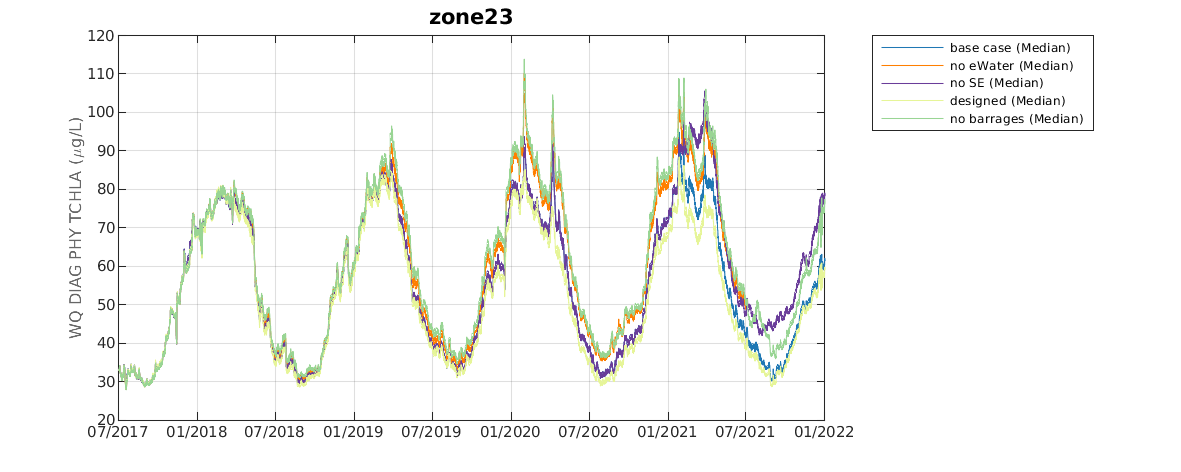 zone23
120
110
100
90
80
70
60
50
40
30
20
WQ DIAG PHY TCHLA (μg/L)
07/2017 01/2018 07/2018 01/2019 07/2019 01/2020 07/2020 01/2021 07/2021 01/2022
base case (Median)
no eWater (Median)
no SE (Median)
designed (Median)
no barrages (Median)